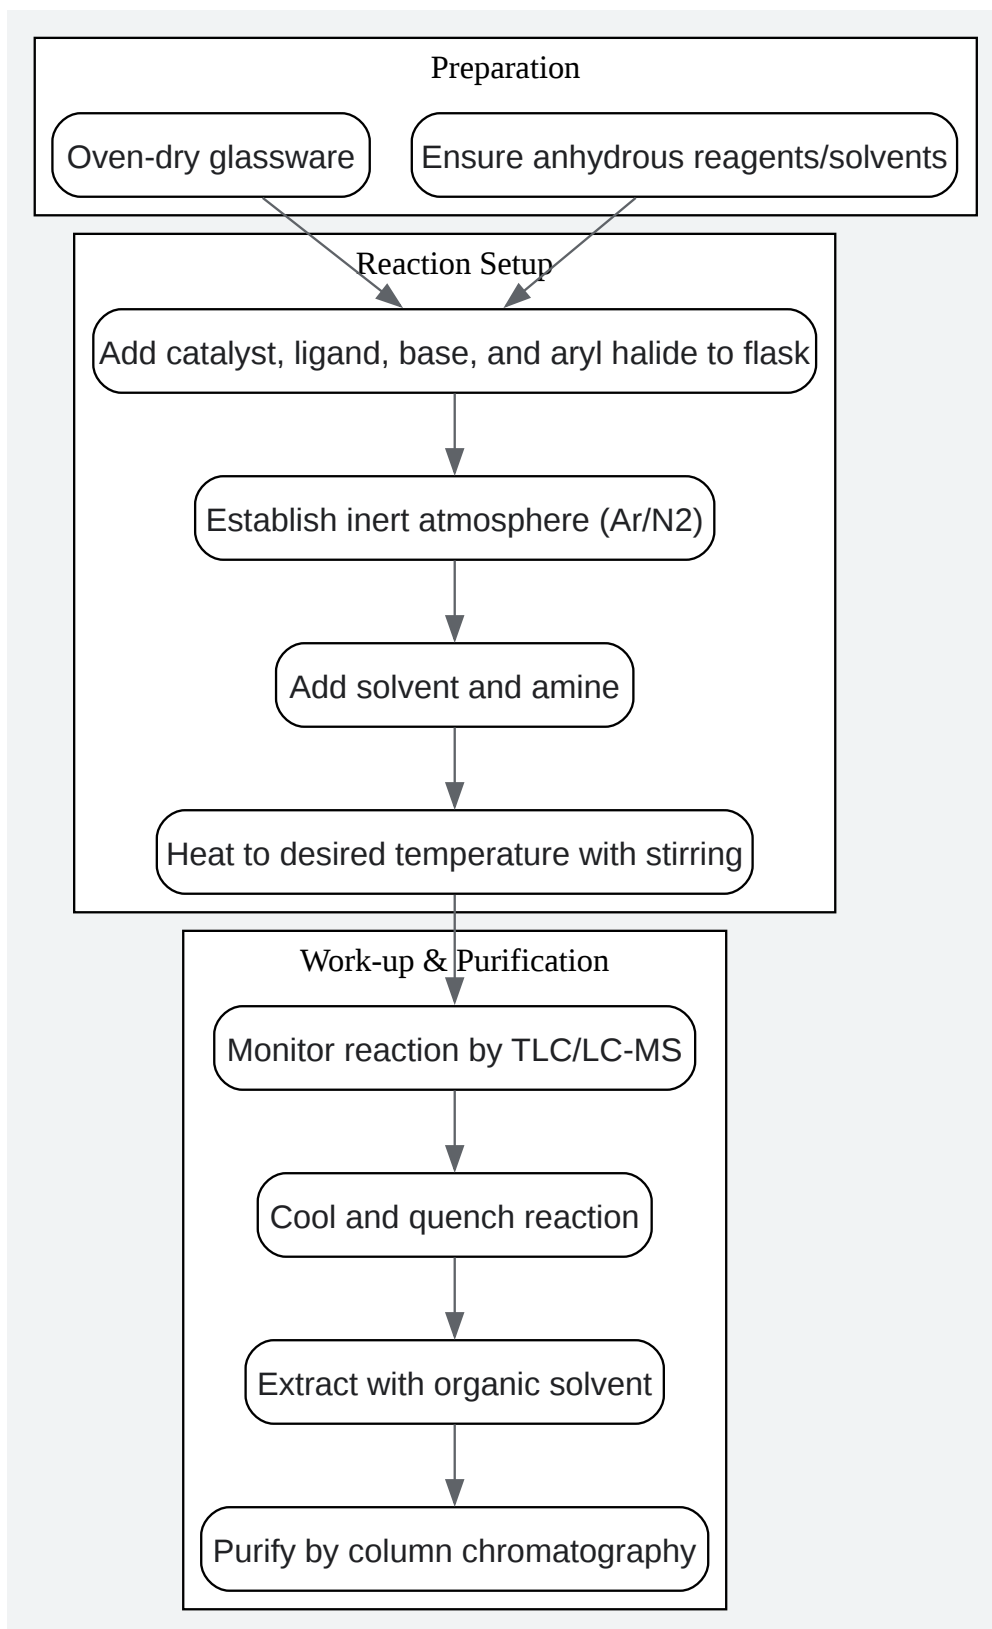 Preparation
Oven-dry glassware
Ensure anhydrous reagents/solvents
Reaction Setup
Add catalyst, ligand, base, and aryl halide to flask
Establish inert atmosphere (Ar/N2)
Add solvent and amine
Heat to desired temperature with stirring
Work-up & Purification
Monitor reaction by TLC/LC-MS
Cool and quench reaction
Extract with organic solvent
Purify by column chromatography